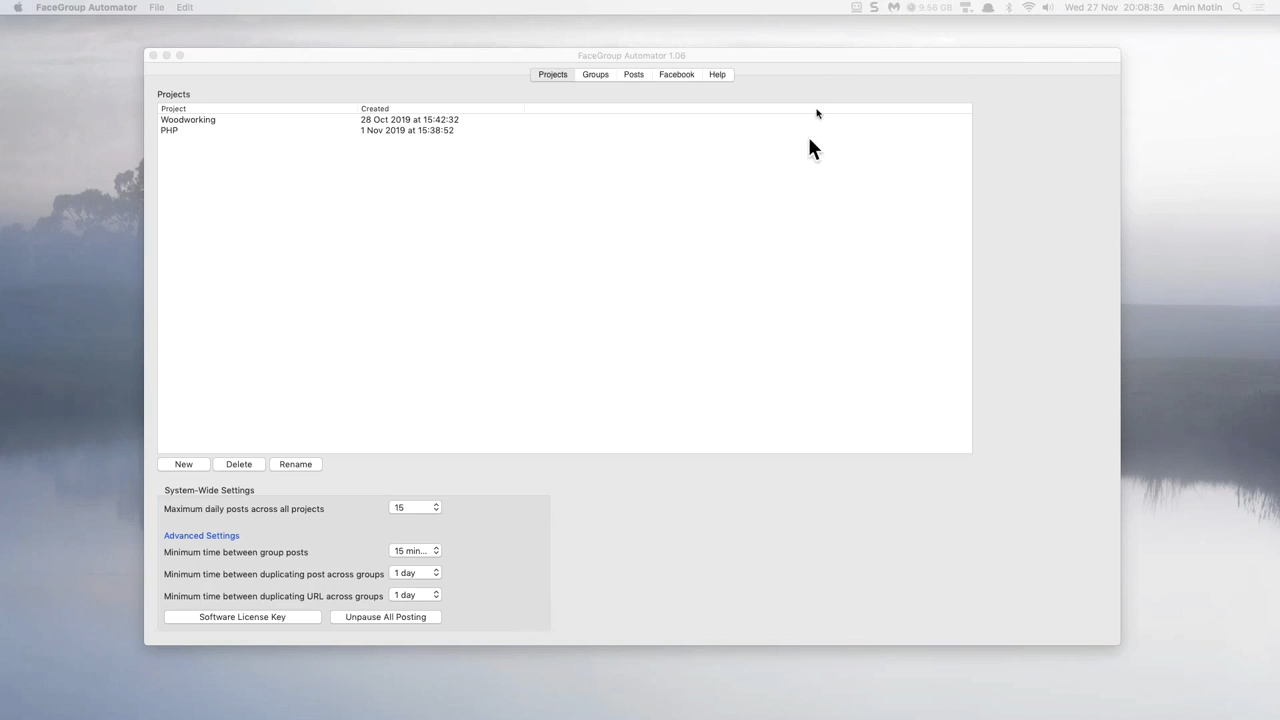 FaceGroup Automator File Edit 9.56 GB Wed 27 Nov 20:08:36 Amin Motin
FaceGroup Automator 1.06
Projects Groups Posts Facebook Help
Projects
Project Created
Woodworking 28 Oct 2019 at 15:42:32
PHP 1 Nov 2019 at 15:38:52
New Delete Rename
System-Wide Settings
Maximum daily posts across all projects 15
Advanced Settings
Minimum time between group posts 15 min...
Minimum time between duplicating post across groups 1 day
Minimum time between duplicating URL across groups 1 day
Software License Key Unpause All Posting